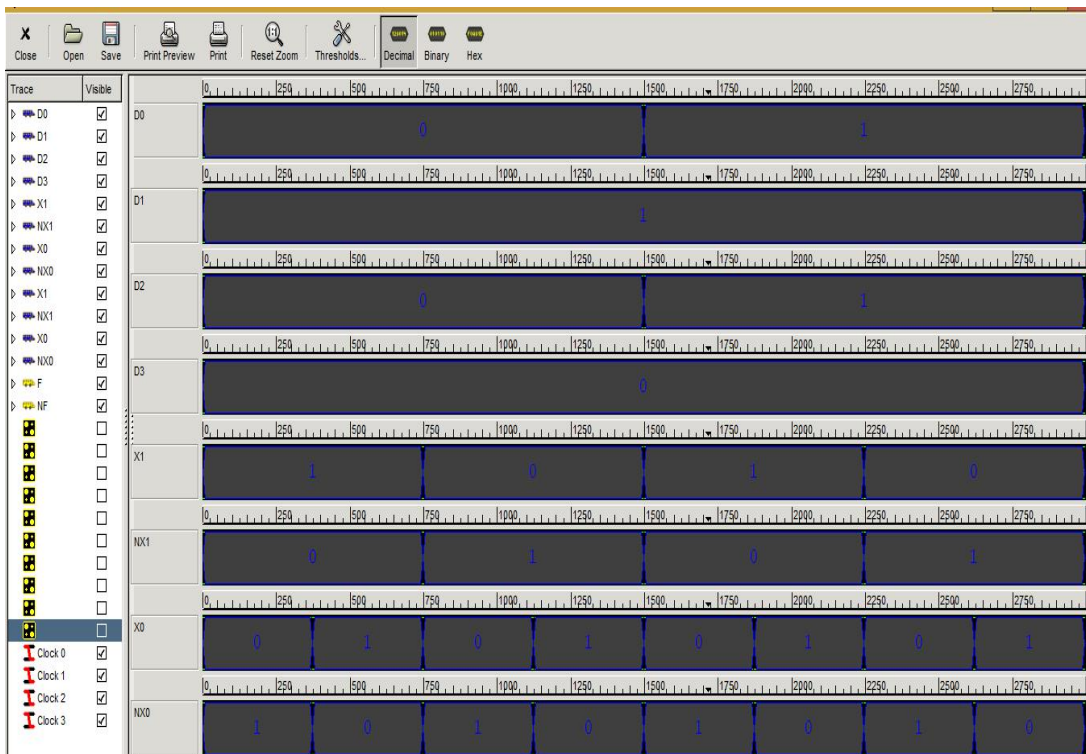 X Close Open Save Print Preview Print 1:1 Reset Zoom Thresholds... Decimal Binary Hex
Trace Visible
D0
D1
D2
D3
X1
NX1
X0
NX0
X1
NX1
X0
NX0
F
NF
Clock 0
Clock 1
Clock 2
Clock 3
0 250 500 750 1000 1250 1500 1750 2000 2250 2500 2750
D0 0 1
0 250 500 750 1000 1250 1500 1750 2000 2250 2500 2750
D1 1
0 250 500 750 1000 1250 1500 1750 2000 2250 2500 2750
D2 0 1
0 250 500 750 1000 1250 1500 1750 2000 2250 2500 2750
D3 0
0 250 500 750 1000 1250 1500 1750 2000 2250 2500 2750
X1 1 0 1 0
0 250 500 750 1000 1250 1500 1750 2000 2250 2500 2750
NX1 0 1 0 1
0 250 500 750 1000 1250 1500 1750 2000 2250 2500 2750
X0 0 1 0 1 0 1 0 1
0 250 500 750 1000 1250 1500 1750 2000 2250 2500 2750
NX0 1 0 1 0 1 0 1 0